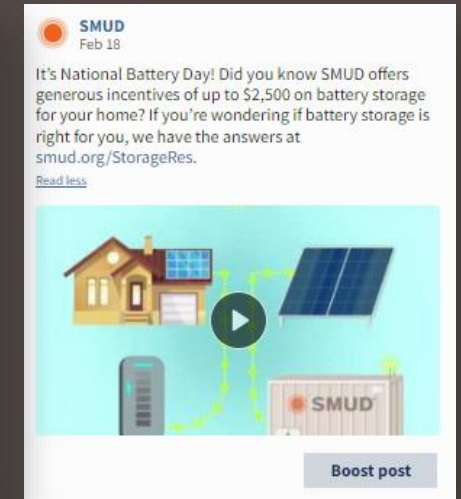 SMUD
Feb 18
It's National Battery Day! Did you know SMUD offers
generous incentives of up to $2,500 on battery storage
for your home? If you're wondering if battery storage is
right for you, we have the answers at
smud.org/StorageRes.
Read less
SMUD
Boost post